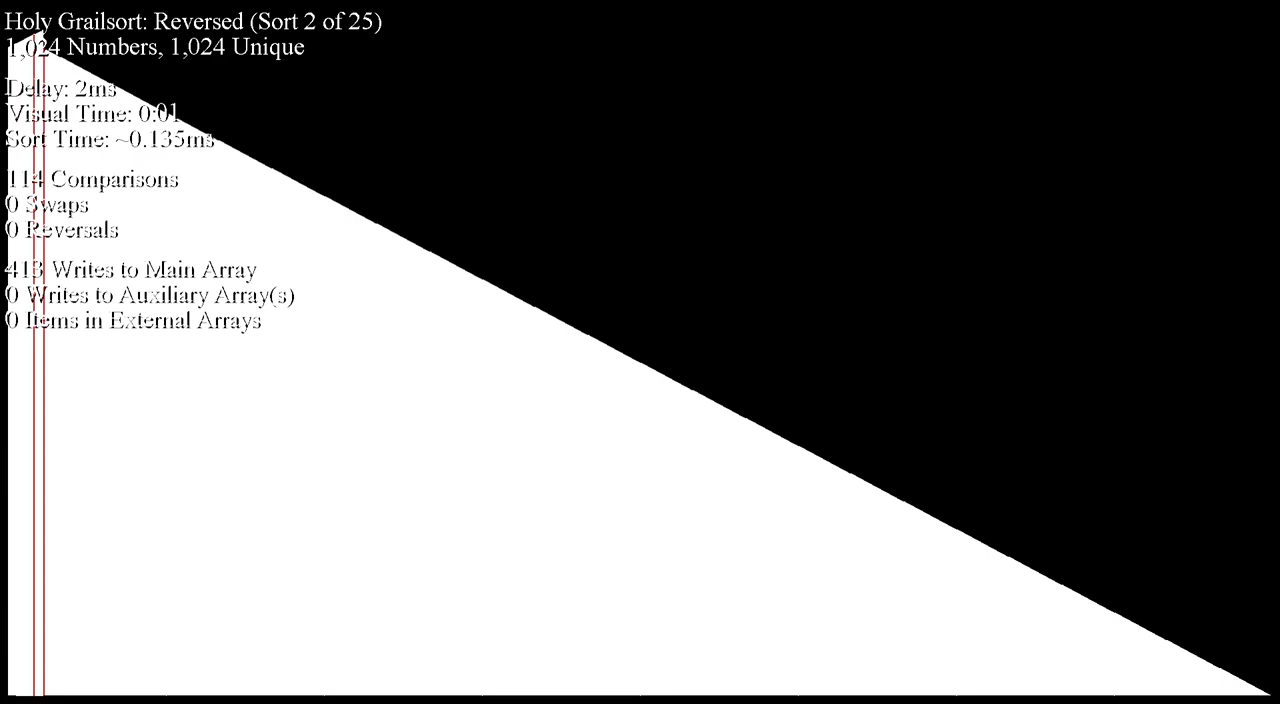 Holy Grailsort: Reversed (Sort 2 of 25)
1,024 Numbers, 1,024 Unique
Delay: 2ms
Visual Time: 0:01
Sort Time: ~0.135ms
114 Comparisons
0 Swaps
0 Reversals
413 Writes to Main Array
0 Writes to Auxiliary Array(s)
0 Items in External Arrays